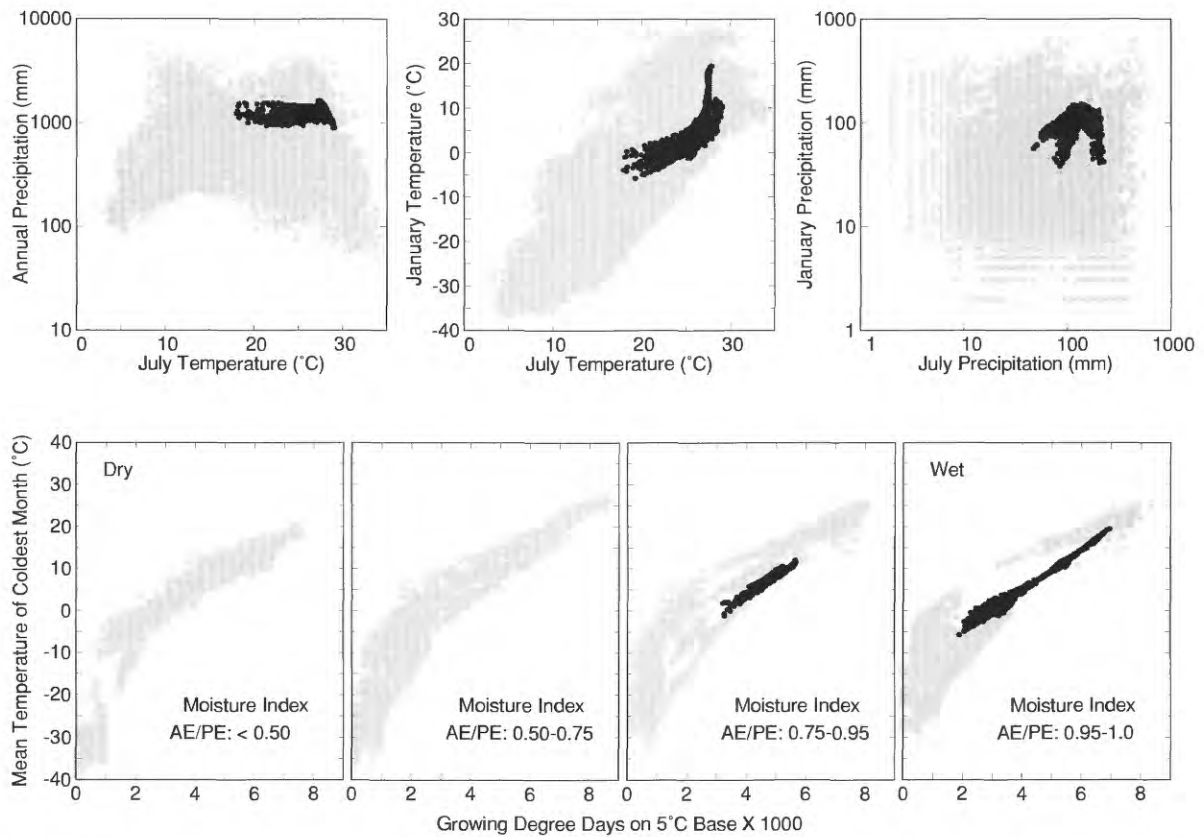 10000
1000
100
10
Annual Precipitation (mm)
0
10
20
30
July Temperature (˚C)
30
20
10
0
-10
-20
-30
-40
January Temperature (˚C)
0
10
20
30
July Temperature (˚C)
1000
100
10
1
January Precipitation (mm)
1
10
100
1000
July Precipitation (mm)
Mean Temperature of Coldest Month (˚C)
40
30
20
10
0
-10
-20
-30
-40
Dry
Moisture Index
AE/PE: < 0.50
0 2 4 6 8
Moisture Index
AE/PE: 0.50-0.75
0 2 4 6 8
Moisture Index
AE/PE: 0.75-0.95
0 2 4 6 8
Wet
Moisture Index
AE/PE: 0.95-1.0
0 2 4 6 8
Growing Degree Days on 5˚C Base X 1000